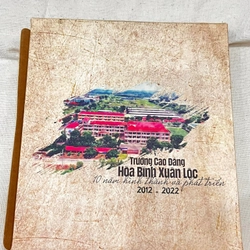 Trường Cao Đẳng
Hòa Bình Xuân Lộc
10 năm hình thành và phát triển
2012 - 2022